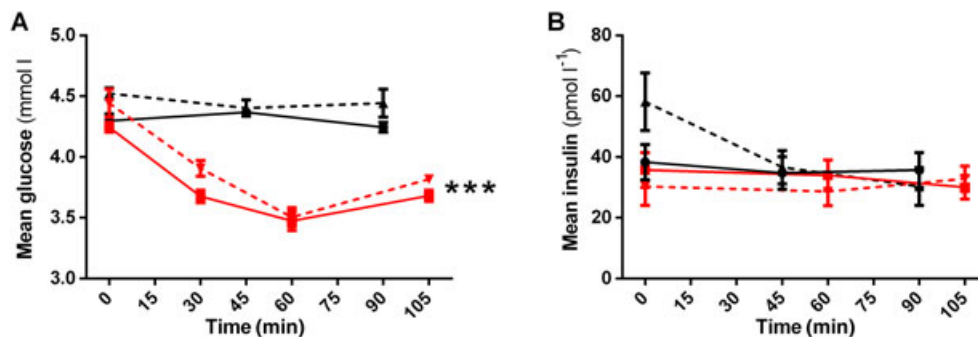 A
Mean glucose (mmol l
5.0
4.5
4.0
3.5
3.0
0 15 30 45 60 75 90 105
Time (min)
***
B
Mean insulin (pmol l⁻¹)
80
60
40
20
0
0 15 30 45 60 75 90 105
Time (min)